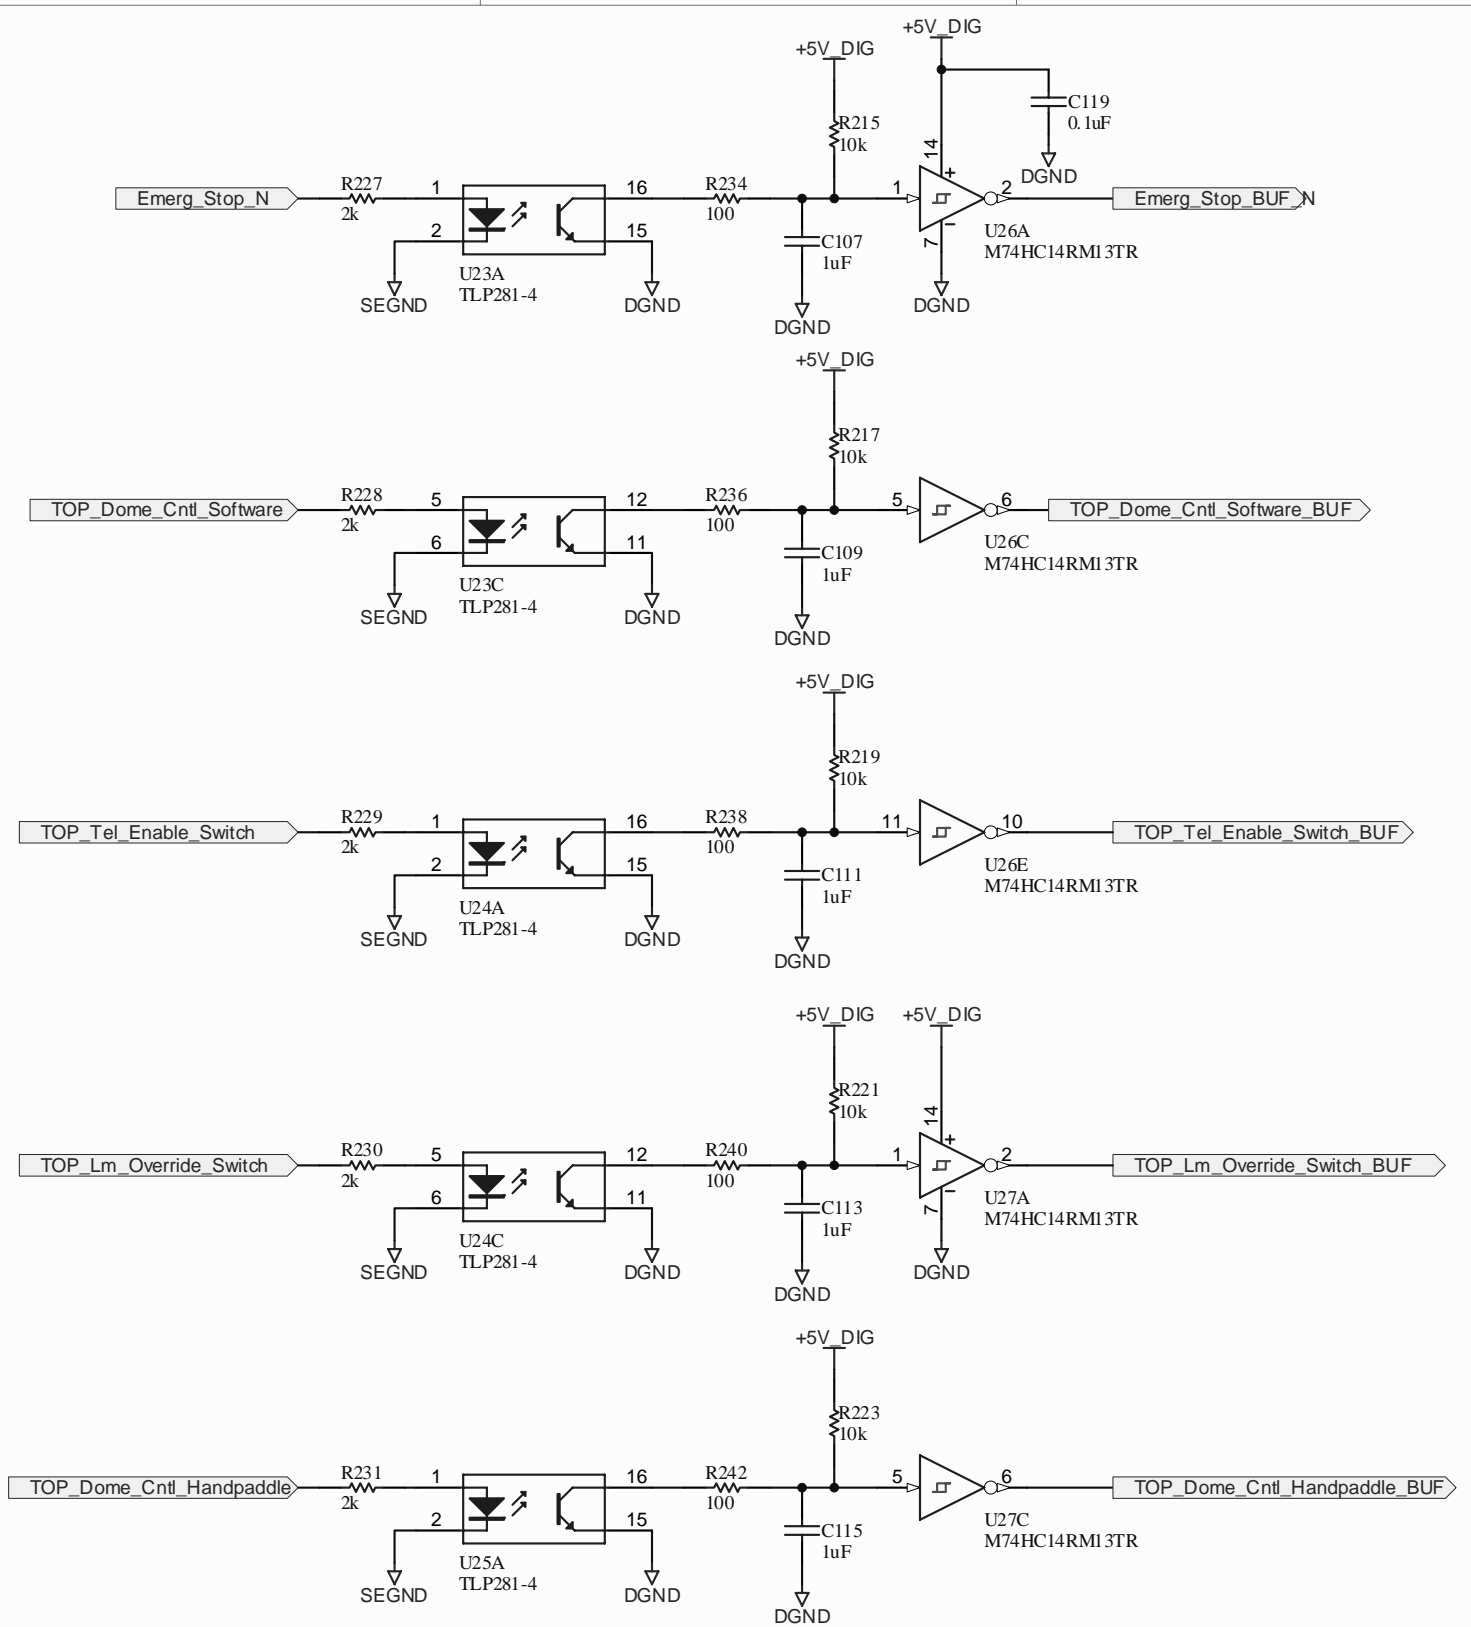 +5V_DIG
+5V_DIG
C119
0.1uF
R215
10k
14
DGND
Emerg_Stop_N
R227
2k
1
16
R234
100
1
+
2
Emerg_Stop_BUF_N
2
15
C107
1uF
7
−
U26A
M74HC14RM13TR
U23A
TLP281-4
SEGND
DGND
DGND
DGND
+5V_DIG
R217
10k
TOP_Dome_Cntl_Software
R228
2k
5
12
R236
100
5
6
TOP_Dome_Cntl_Software_BUF
6
11
C109
1uF
U26C
M74HC14RM13TR
U23C
TLP281-4
SEGND
DGND
DGND
+5V_DIG
R219
10k
TOP_Tel_Enable_Switch
R229
2k
1
16
R238
100
11
10
TOP_Tel_Enable_Switch_BUF
2
15
C111
1uF
U26E
M74HC14RM13TR
U24A
TLP281-4
SEGND
DGND
DGND
+5V_DIG
+5V_DIG
R221
10k
14
TOP_Lm_Override_Switch
R230
2k
5
12
R240
100
1
+
2
TOP_Lm_Override_Switch_BUF
6
11
C113
1uF
7
−
U27A
M74HC14RM13TR
U24C
TLP281-4
SEGND
DGND
DGND
DGND
+5V_DIG
R223
10k
TOP_Dome_Cntl_Handpaddle
R231
2k
1
16
R242
100
5
6
TOP_Dome_Cntl_Handpaddle_BUF
2
15
C115
1uF
U27C
M74HC14RM13TR
U25A
TLP281-4
SEGND
DGND
DGND